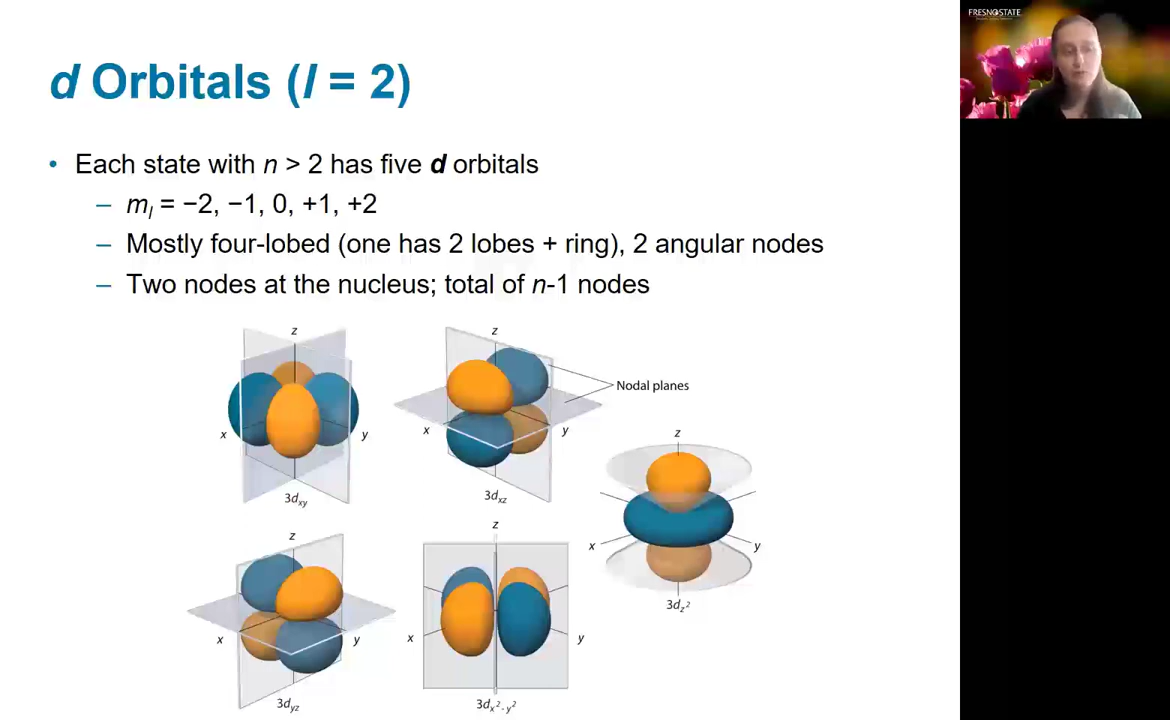 FRESNO STATE
d Orbitals (l = 2)
• Each state with n > 2 has five d orbitals
– ml = −2, −1, 0, +1, +2
– Mostly four-lobed (one has 2 lobes + ring), 2 angular nodes
– Two nodes at the nucleus; total of n-1 nodes
z
x
y
3dxy
z
x
y
3dxz
Nodal planes
z
x
y
3dz²
z
x
y
3dyz
z
x
y
3dx²-y²